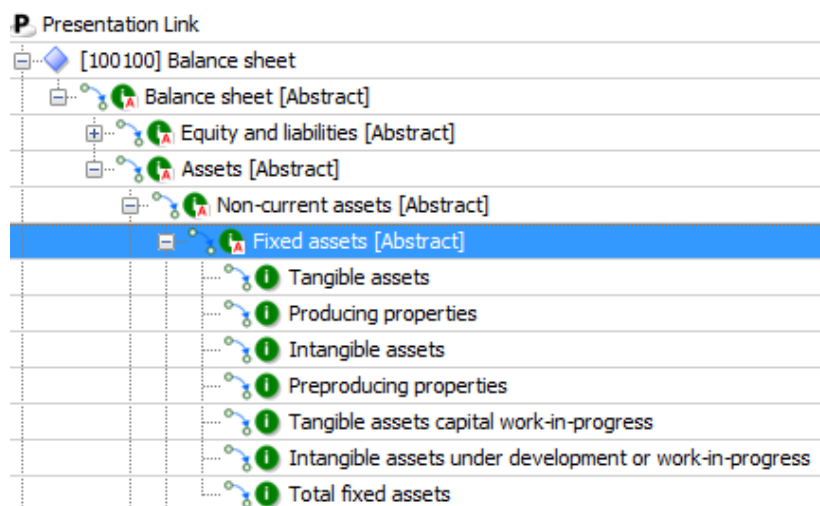 P Presentation Link
[100100] Balance sheet
Balance sheet [Abstract]
Equity and liabilities [Abstract]
Assets [Abstract]
Non-current assets [Abstract]
Fixed assets [Abstract]
Tangible assets
Producing properties
Intangible assets
Preproducing properties
Tangible assets capital work-in-progress
Intangible assets under development or work-in-progress
Total fixed assets